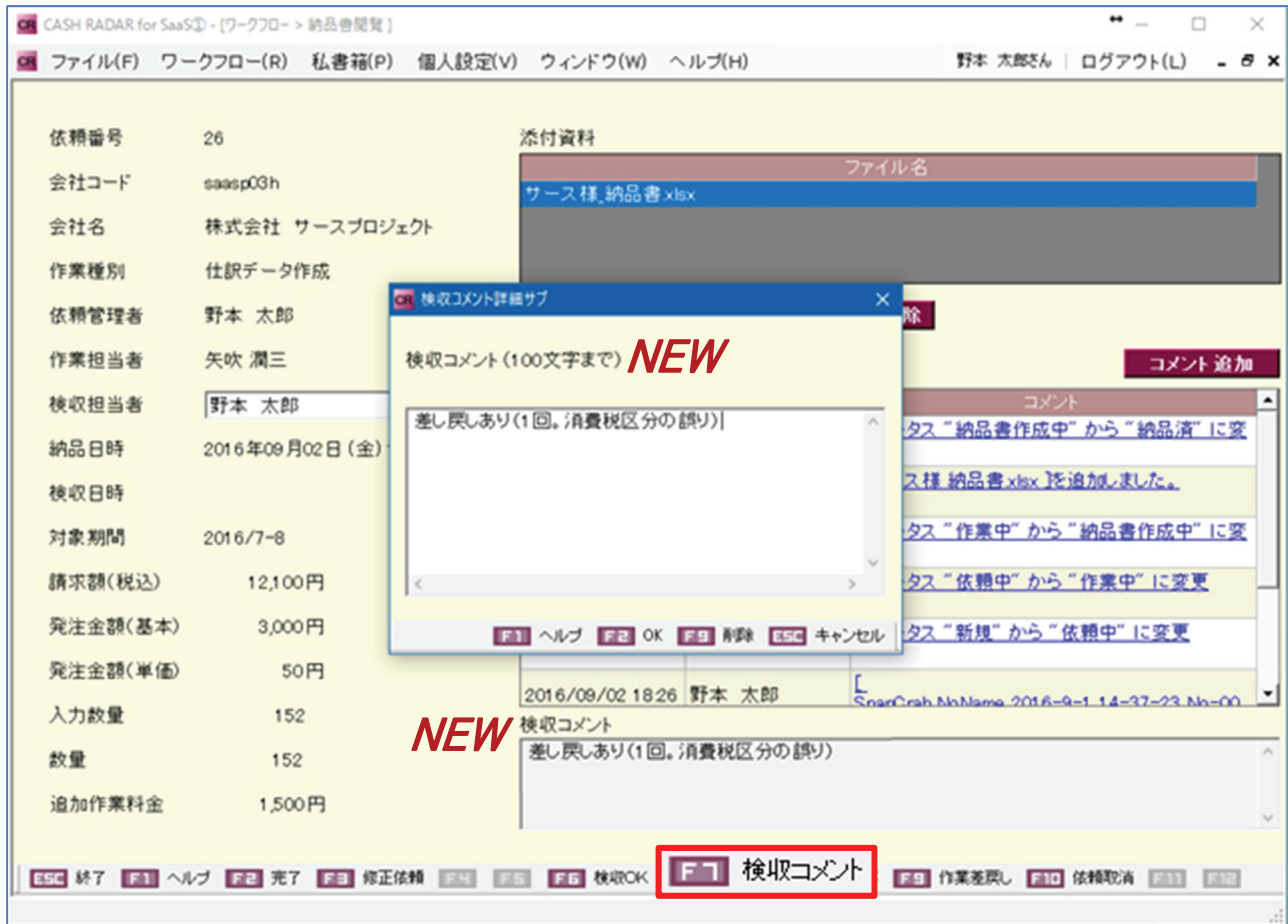 CR CASH RADAR for SaaS① - [ワークフロー > 納品書閲覧]
CR ファイル(F) ワークフロー(R) 私書箱(P) 個人設定(V) ウィンドウ(W) ヘルプ(H) 野本 太郎さん | ログアウト(L)
依頼番号 26
会社コード saasp03h
会社名 株式会社 サースプロジェクト
作業種別 仕訳データ作成
依頼管理者 野本 太郎
作業担当者 矢吹 潤三
検収担当者 野本 太郎
納品日時 2016年09月02日(金)
検収日時
対象期間 2016/7-8
請求額(税込) 12,100円
発注金額(基本) 3,000円
発注金額(単価) 50円
入力数量 152
数量 152
追加作業料金 1,500円
添付資料
ファイル名
サース様_納品書.xlsx
除
コメント追加
CR 検収コメント詳細サブ
検収コメント(100文字まで) NEW
差し戻しあり(1回。消費税区分の誤り)
F1 ヘルプ F2 OK F9 削除 ESC キャンセル
コメント
タス "納品書作成中" から "納品済" に変
ス様_納品書.xlsx ]を追加しました。
タス "作業中" から "納品書作成中" に変
タス "依頼中" から "作業中" に変更
タス "新規" から "依頼中" に変更
2016/09/02 18:26 野本 太郎 [
SnapCrab_NoName_2016-9-1_14-37-23_No-00
NEW 検収コメント
差し戻しあり(1回。消費税区分の誤り)
ESC 終了 F1 ヘルプ F2 完了 F3 修正依頼 F4 F5 F6 検収OK F7 検収コメント F9 作業差戻し F10 依頼取消 F11 F12